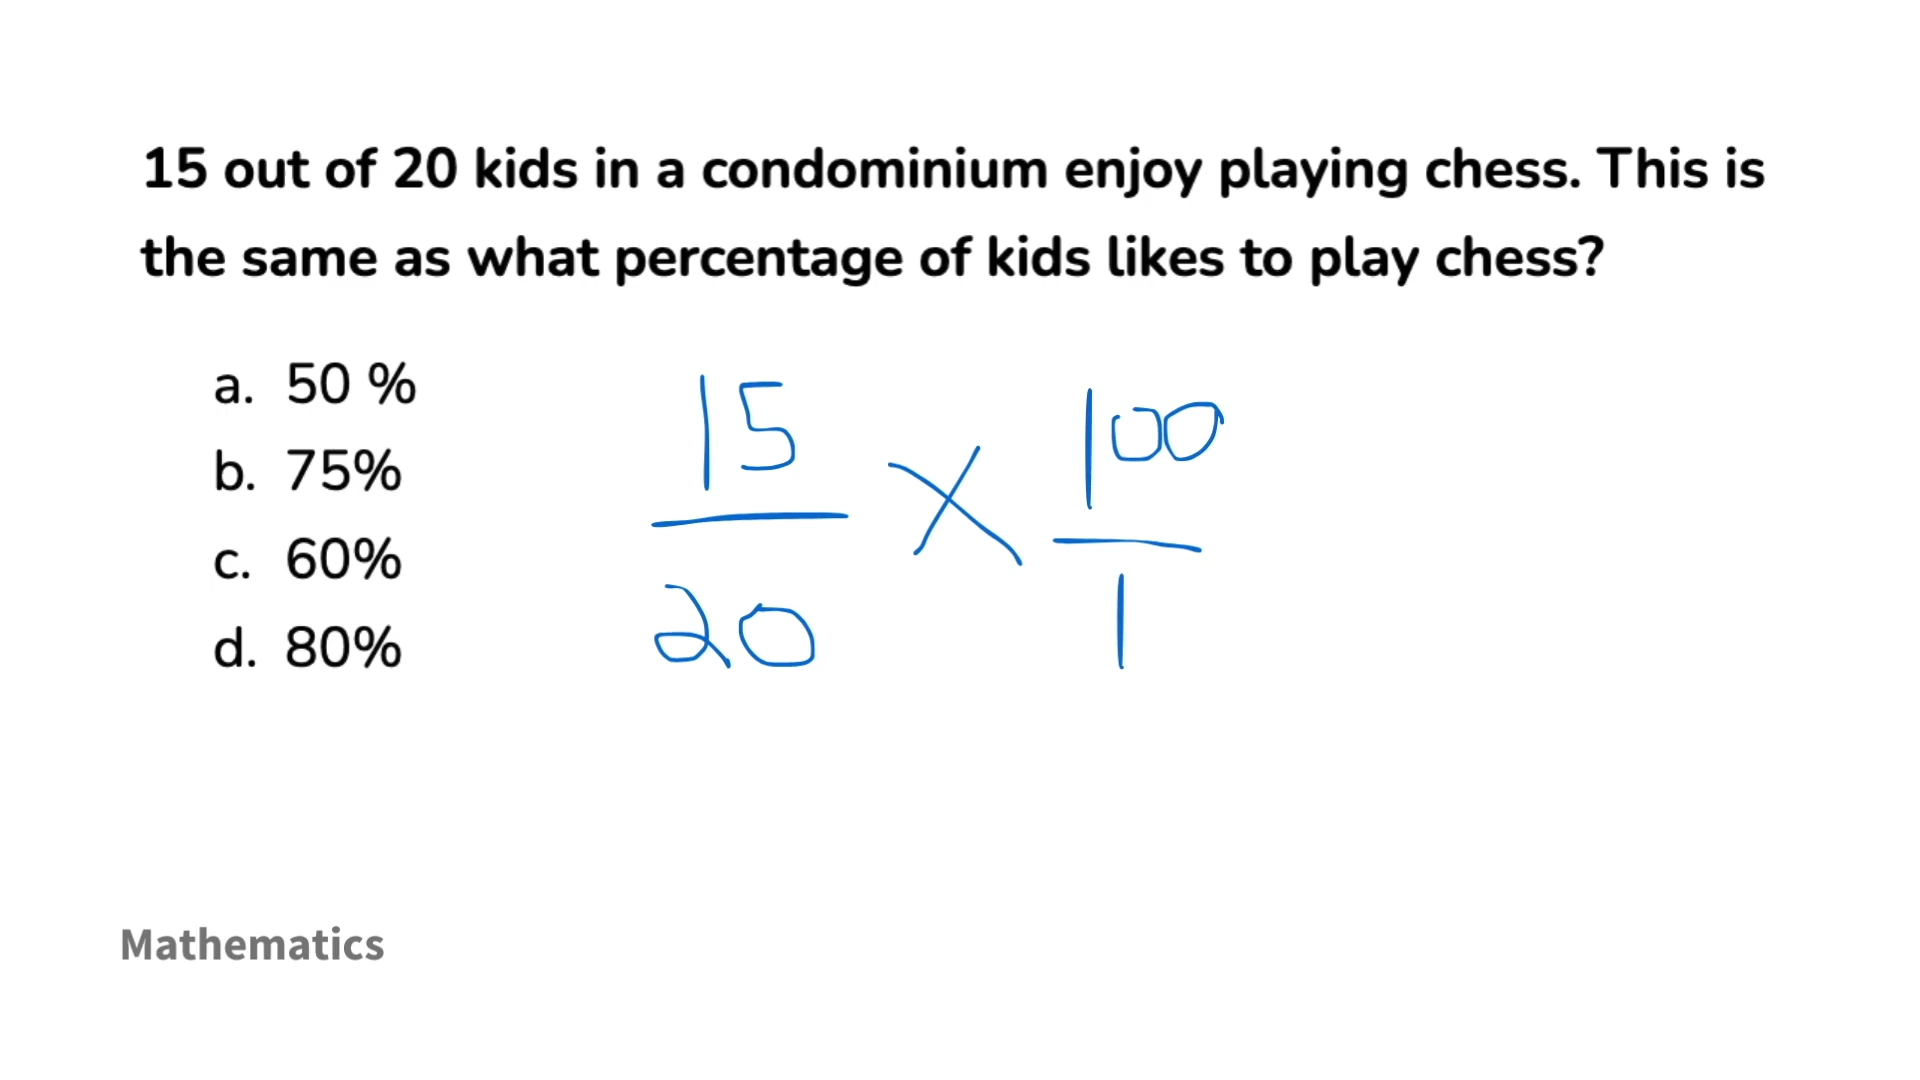 15 out of 20 kids in a condominium enjoy playing chess. This is
the same as what percentage of kids likes to play chess?
a. 50 %
b. 75%
c. 60%
d. 80%
15 × 100
20 1
Mathematics